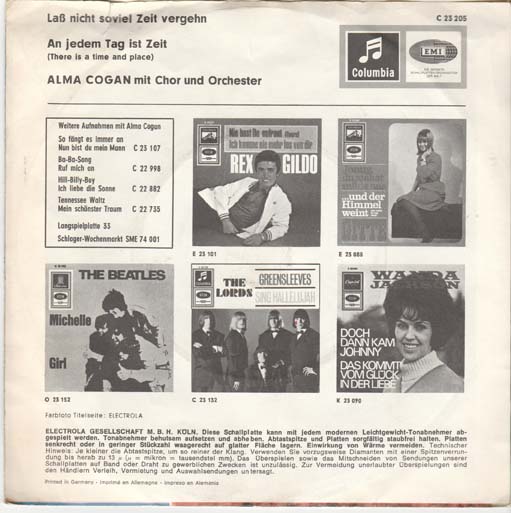 Laß nicht soviel Zeit vergehn
C 23 205
An jedem Tag ist Zeit
(There is a time and place)
ALMA COGAN mit Chor und Orchester
Columbia
EMI
Weitere Aufnahmen mit Alma Cogan
So fängt es immer an
Nun bist du mein Mann C 23 107
Ba-Ba-Song
Ruf mich an C 22 998
Hill-Billy-Boy
Ich liebe die Sonne C 22 882
Tennessee Waltz
Mein schönster Traum C 22 735
Langspielplatte 33
Schlager-Wochenmarkt SME 74 001
REX GILDO
E 23 101
...und der
Himmel
weint
GITTE
E 22 885
THE BEATLES
Michelle
Girl
O 23 152
THE
LORDS
GREENSLEEVES
SING HALLELUJAH
C 23 132
WANDA
JACKSON
DOCH
DANN KAM
JOHNNY
DAS KOMMT
VOM GLÜCK
IN DER LIEBE
K 23 090
Farbfoto Titelseite: ELECTROLA
ELECTROLA GESELLSCHAFT M. B. H. KÖLN. Diese Schallplatte kann mit jedem modernen Leichtgewicht-Tonabnehmer ab-
gespielt werden. Tonabnehmer behutsam aufsetzen und abheben. Abtastspitze und Platten sorgfältig staubfrei halten. Platten
senkrecht oder in geringer Stückzahl waagerecht auf glatter Fläche lagern. Einwirkung von Wärme vermeiden. Technischer
Hinweis: Je kleiner die Abtastspitze, um so reiner der Klang. Verwenden Sie vorzugsweise Diamanten mit einer Spitzenverrun-
dung bis herab zu 13 µ (µ = mikron = tausendstel mm). Das Überspielen sowie das Mitschneiden von Sendungen unserer
Schallplatten auf Band oder Draht zu gewerblichen Zwecken ist unzulässig. Zur Vermeidung unerlaubter Überspielungen sind
den Händlern Verleih, Vermietung und Auswahlsendungen untersagt.
Printed in Germany - Imprimé en Allemagne - Impreso en Alemania